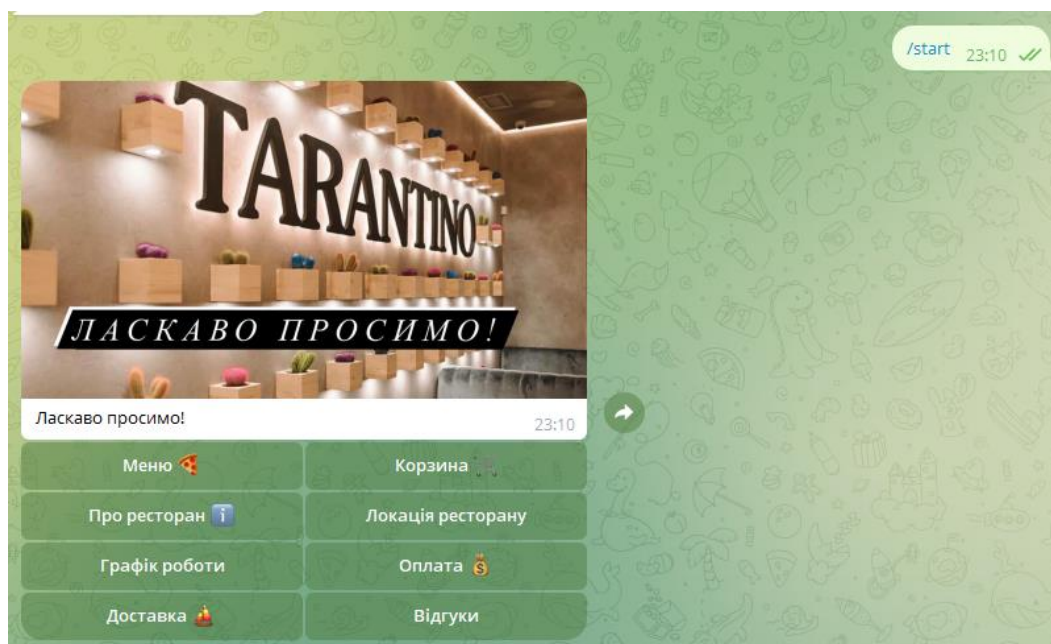 /start 23:10
TARANTINO
ЛАСКАВО ПРОСИМО!
Ласкаво просимо!
23:10
Меню Корзина
Про ресторан Локація ресторану
Графік роботи Оплата
Доставка Відгуки